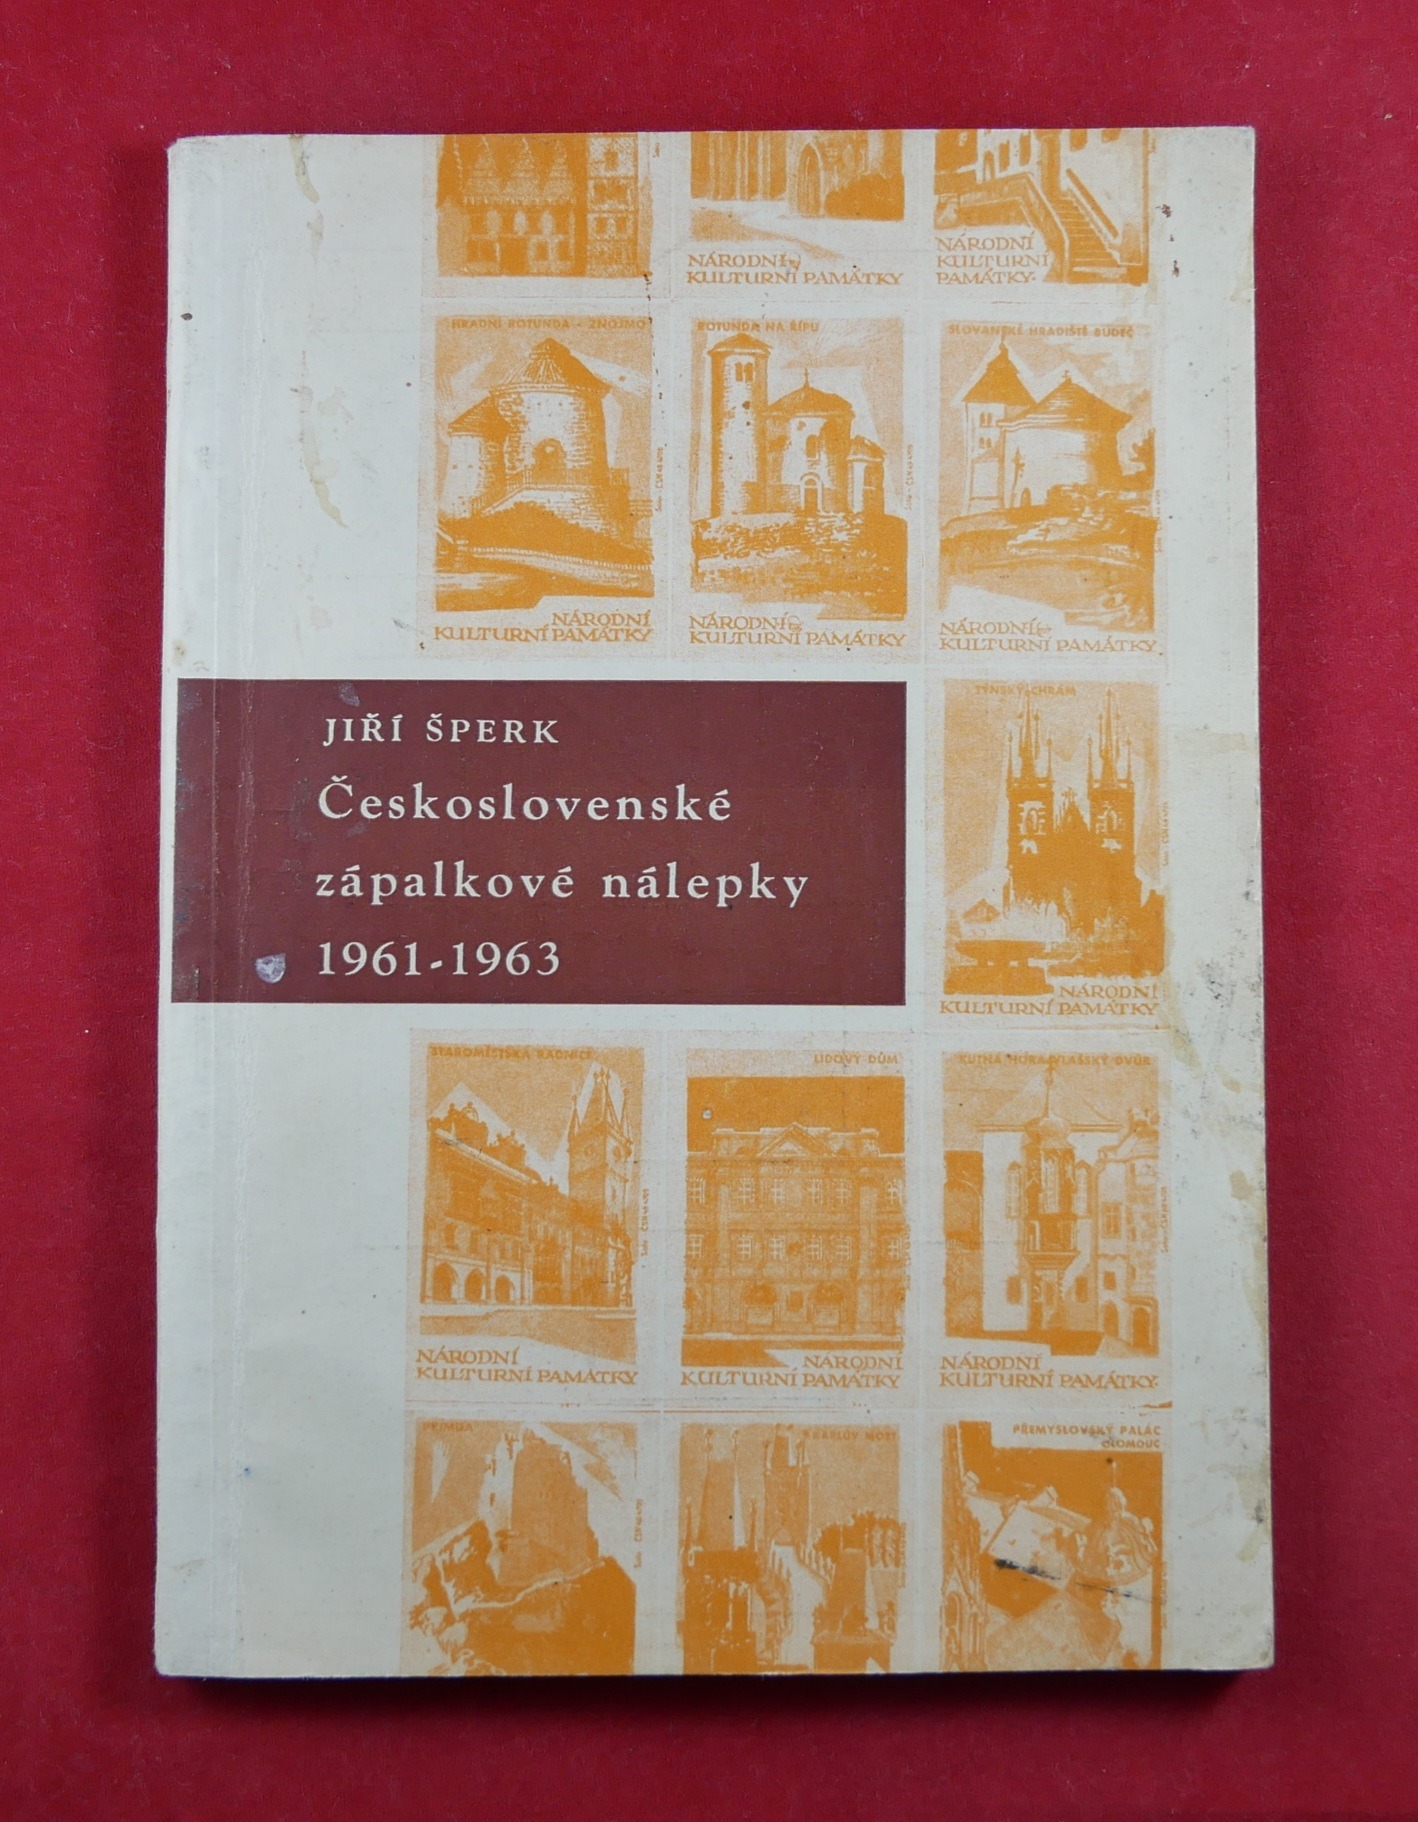 NÁRODNÍ
KULTURNÍ PAMÁTKY
NÁRODNÍ
KULTURNÍ
PAMÁTKY
HRADNÍ ROTUNDA - ZNOJMO
NÁRODNÍ
KULTURNÍ PAMÁTKY
ROTUNDA NA ŘÍPU
NÁRODNÍ
KULTURNÍ PAMÁTKY
SLOVANSKÉ HRADIŠTĚ BUDEČ
NÁRODNÍ
KULTURNÍ PAMÁTKY
JIŘÍ ŠPERK
Československé
zápalkové nálepky
1961-1963
TÝNSKÝ CHRÁM
NÁRODNÍ
KULTURNÍ PAMÁTKY
STAROMĚSTSKÁ RADNICE
NÁRODNÍ
KULTURNÍ PAMÁTKY
LIDOVÝ DŮM
NÁRODNÍ
KULTURNÍ PAMÁTKY
KUTNÁ HORA-VLAŠSKÝ DVŮR
NÁRODNÍ
KULTURNÍ PAMÁTKY
PŘIMDA
KARLŮV MOST
PŘEMYSLOVSKÝ PALÁC
OLOMOUC